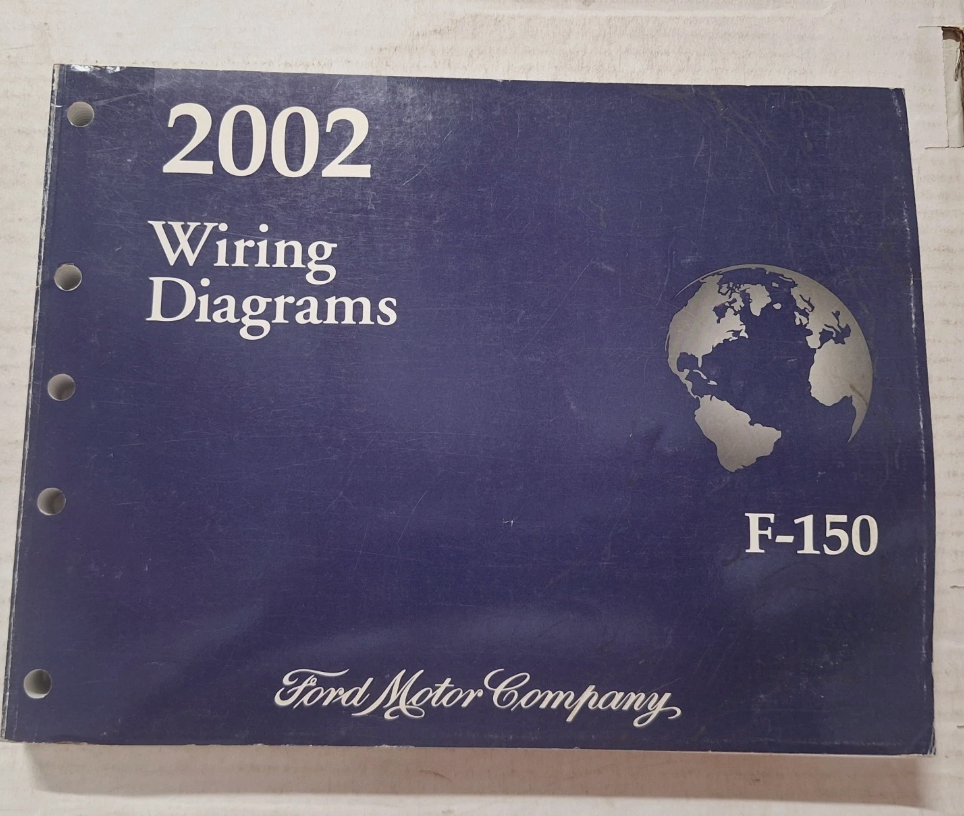 2002
Wiring
Diagrams
F-150
Ford Motor Company